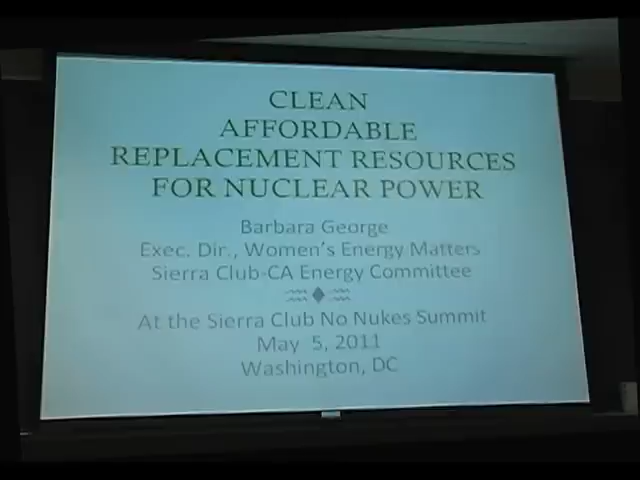 CLEAN
AFFORDABLE
REPLACEMENT RESOURCES
FOR NUCLEAR POWER
Barbara George
Exec. Dir., Women's Energy Matters
Sierra Club-CA Energy Committee
At the Sierra Club No Nukes Summit
May 5, 2011
Washington, DC